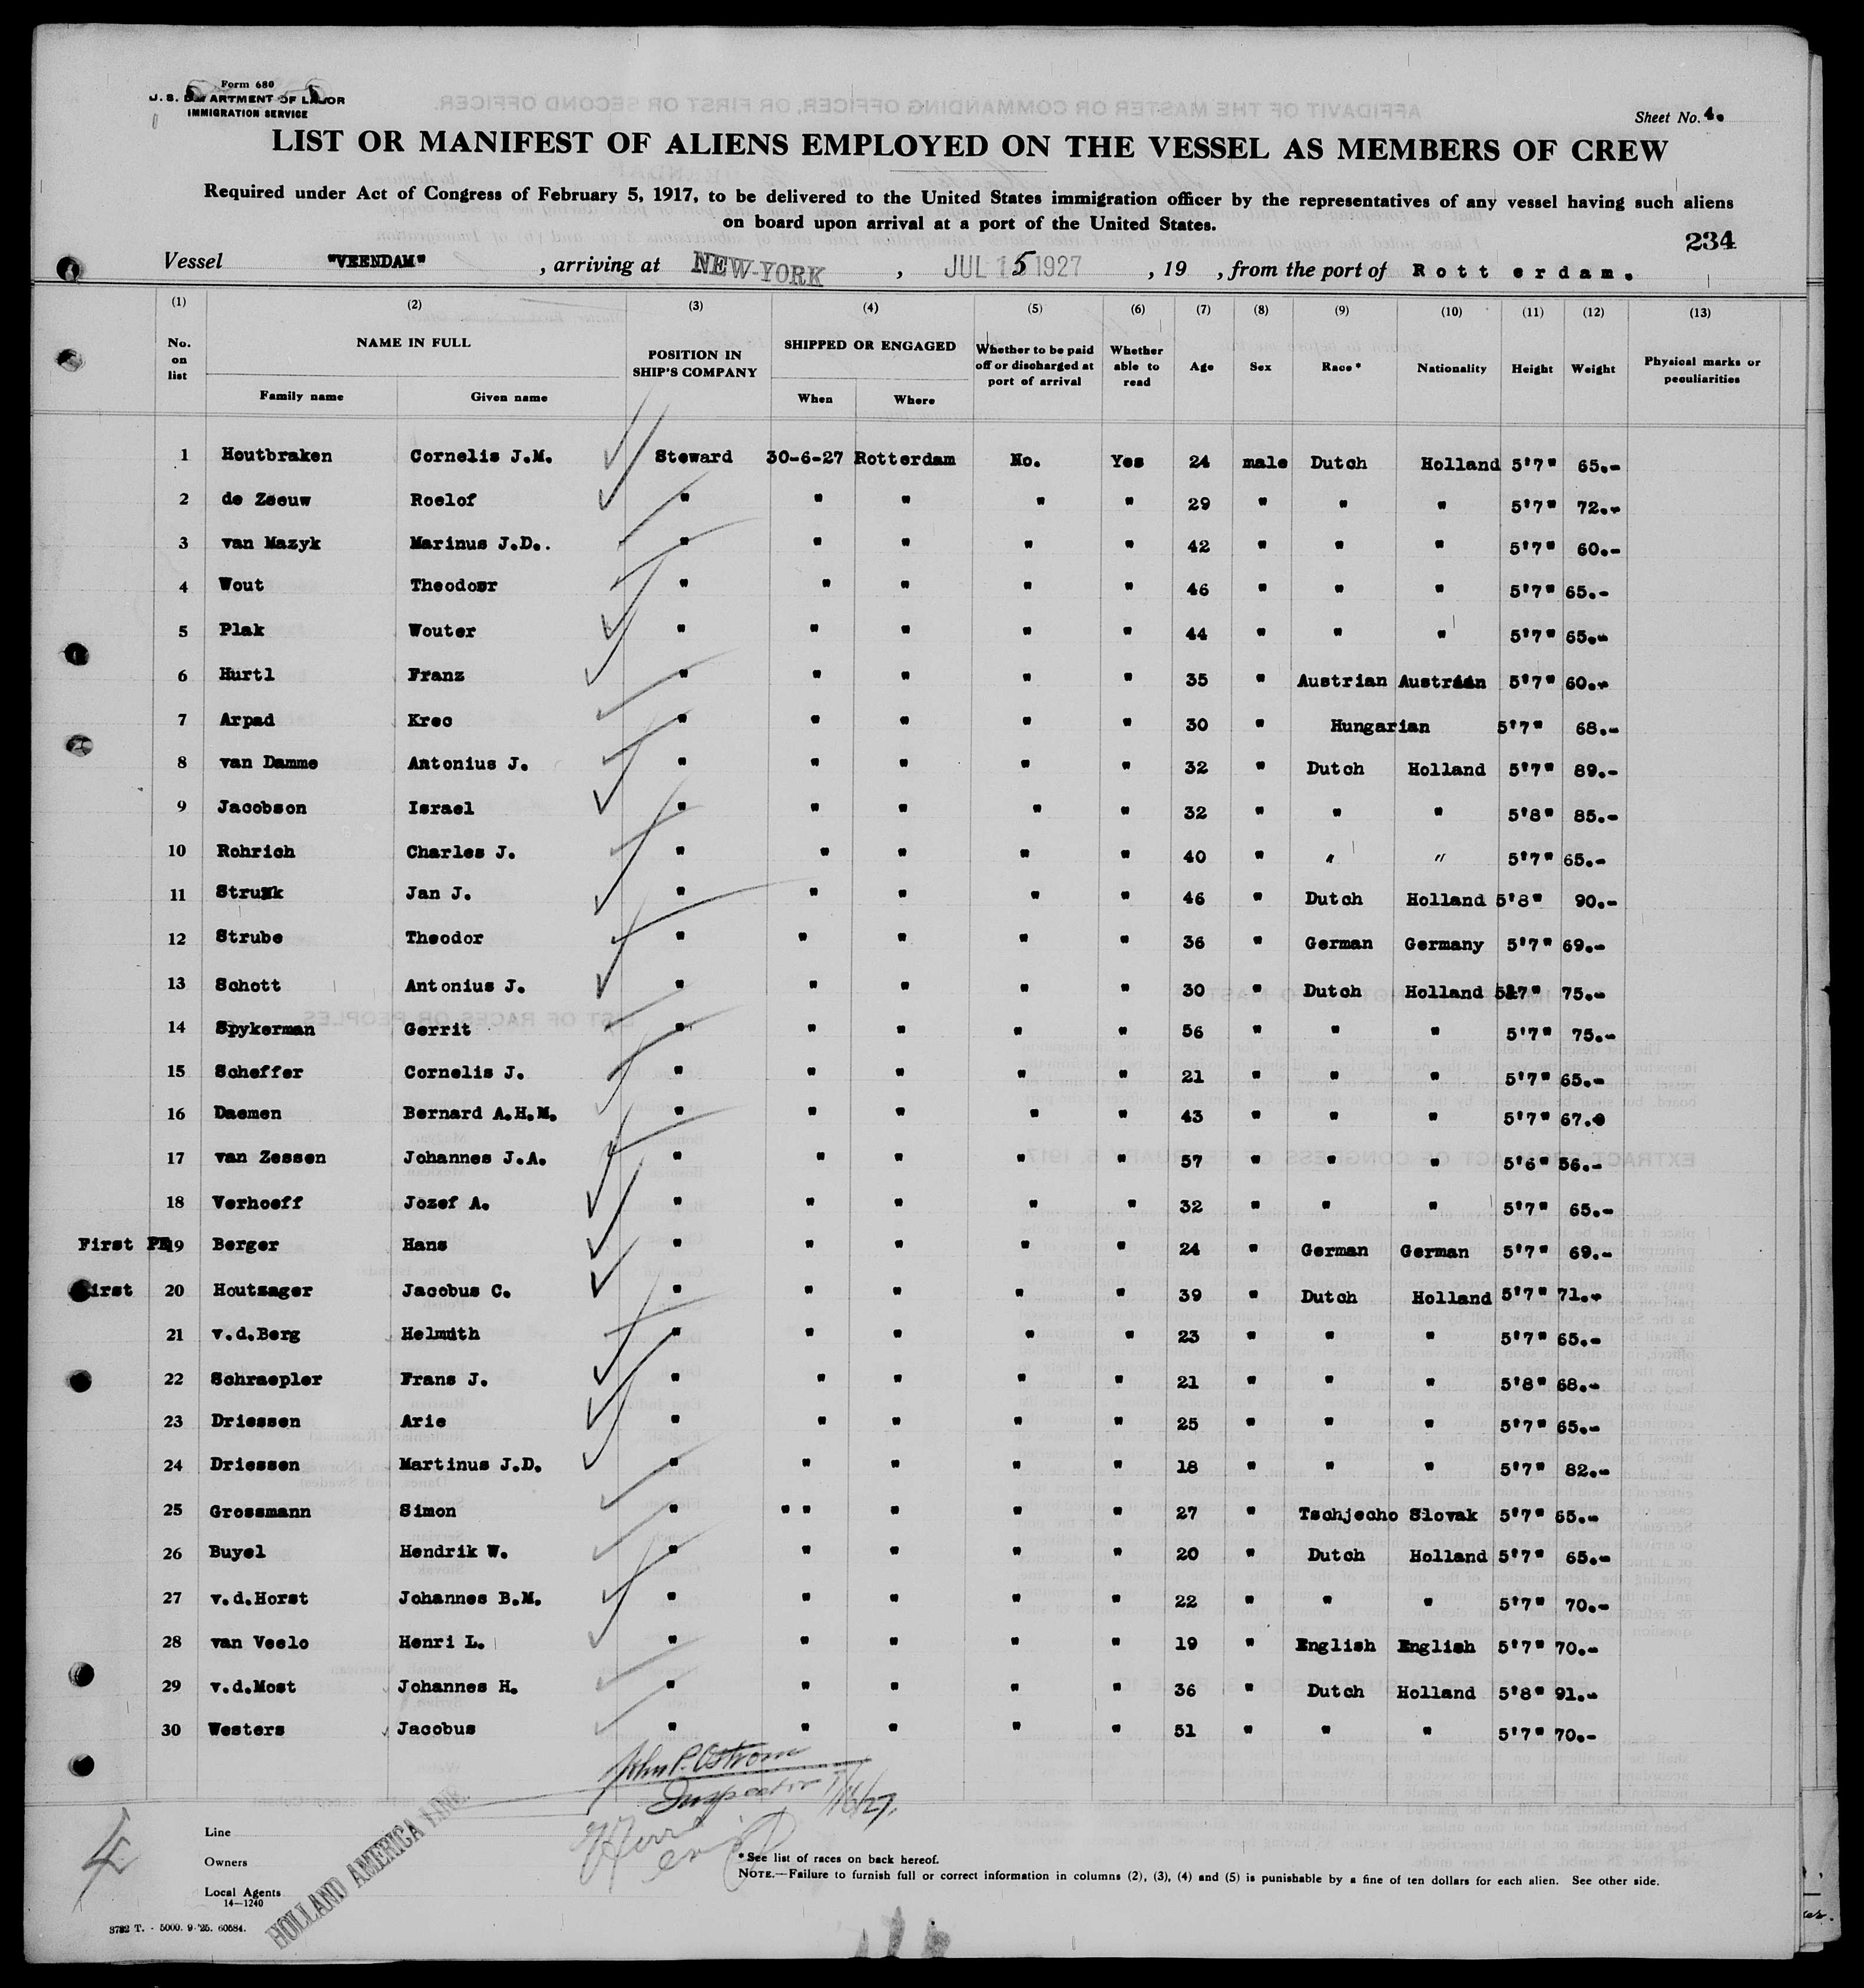 Form 680
U. S. DEPARTMENT OF LABOR
IMMIGRATION SERVICE
Sheet No. 4.
LIST OR MANIFEST OF ALIENS EMPLOYED ON THE VESSEL AS MEMBERS OF CREW
Required under Act of Congress of February 5, 1917, to be delivered to the United States immigration officer by the representatives of any vessel having such aliens
on board upon arrival at a port of the United States.
234
Vessel "VEENDAM" , arriving at NEW-YORK , JUL 15 1927 , 19 , from the port of Rotterdam.
(1) (2) (3) (4) (5) (6) (7) (8) (9) (10) (11) (12) (13)
No. on list NAME IN FULL POSITION IN SHIP'S COMPANY SHIPPED OR ENGAGED Whether to be paid off or discharged at port of arrival Whether able to read Age Sex Race* Nationality Height Weight Physical marks or peculiarities
Family name Given name When Where
1 Houtbraken Cornelis J.M. Steward 30-6-27 Rotterdam No. Yes 24 male Dutch Holland 5'7" 65.-
2 de Zeeuw Roelof " " " " " 29 " " " 5'7" 72.-
3 van Mazyk Marinus J.D.. " " " " " 42 " " " 5'7" 60.-
4 Wout Theodoor " " " " " 46 " " " 5'7" 65.-
5 Plak Wouter " " " " " 44 " " " 5'7" 65.-
6 Hurtl Franz " " " " " 35 " Austrian Austrian 5'7" 60.-
7 Arpad Krec " " " " " 30 " Hungarian 5'7" 68.-
8 van Damme Antonius J. " " " " " 32 " Dutch Holland 5'7" 89.-
9 Jacobson Israel " " " " " 32 " " " 5'8" 85.-
10 Rohrich Charles J. " " " " " 40 " " " 5'7" 65.-
11 Strunk Jan J. " " " " " 46 " Dutch Holland 5'8" 90.-
12 Strube Theodor " " " " " 36 " German Germany 5'7" 69.-
13 Schott Antonius J. " " " " " 30 " Dutch Holland 5'7" 75.-
14 Spykerman Gerrit " " " " " 56 " " " 5'7" 75.-
15 Scheffer Cornelis J. " " " " " 21 " " " 5'7" 65.-
16 Daemen Bernard A.H.M. " " " " " 43 " " " 5'7" 67.-
17 van Zessen Johannes J.A. " " " " " 57 " " " 5'6" 56.-
18 Verhoeff Jozef A. " " " " " 32 " " " 5'7" 65.-
First 19 Berger Hans " " " " " 24 " German German 5'7" 69.-
First 20 Houtzager Jacobus C. " " " " " 39 " Dutch Holland 5'7" 71.-
21 v.d.Berg Helmuth " " " " " 23 " " " 5'7" 65.-
22 Schraepler Frans J. " " " " " 21 " " " 5'8" 68.-
23 Driessen Arie " " " " " 25 " " " 5'7" 65.-
24 Driessen Martinus J.D. " " " " " 18 " " " 5'7" 82.-
25 Grossmann Simon " " " " " " 27 " Tschjecho Slovak 5'7" 65.-
26 Buyel Hendrik W. " " " " " 20 " Dutch Holland 5'7" 65.-
27 v.d.Horst Johannes B.M. " " " " " 22 " " " 5'7" 70.-
28 van Veelo Henri L. " " " " " 19 " English English 5'7" 70.-
29 v.d.Most Johannes H. " " " " " 36 " Dutch Holland 5'8" 91.-
30 Westers Jacobus " " " " " 51 " " " 5'7" 70.-
John P. Ostrom
Inspector 7/16/27.
Line
Owners
Local Agents
14—1240
HOLLAND AMERICA LINE
* See list of races on back hereof.
NOTE.—Failure to furnish full or correct information in columns (2), (3), (4) and (5) is punishable by a fine of ten dollars for each alien. See other side.
3782 T. - 5000. 9-'25. 60584.